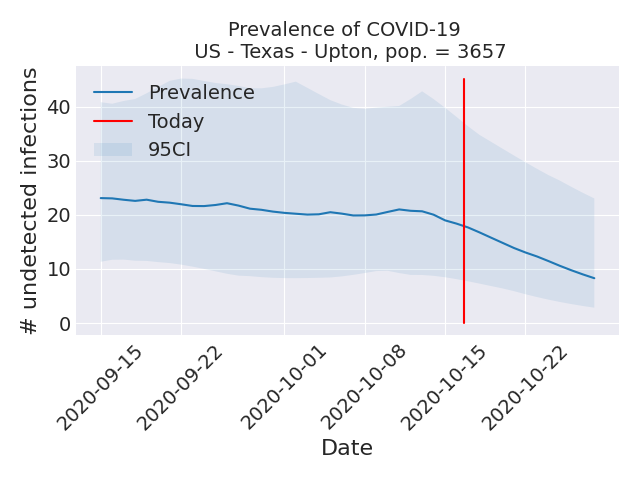 Prevalence of COVID-19
US - Texas - Upton, pop. = 3657
# undetected infections
40
30
20
10
0
Prevalence
Today
95CI
2020-09-15
2020-09-22
2020-10-01
2020-10-08
2020-10-15
2020-10-22
Date